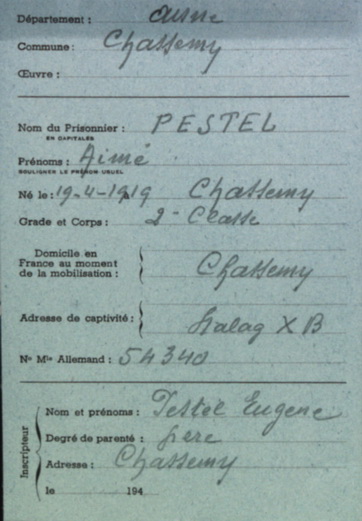 Département : Aisne
Commune : Chassemy
Œuvre :
Nom du Prisonnier : PESTEL
EN CAPITALES
Prénoms : Aimé
SOULIGNER LE PRÉNOM USUEL
Né le : 19-4-1919 Chassemy
Grade et Corps : 2e Classe
Domicile en
France au moment
de la mobilisation : Chassemy
Adresse de captivité : Stalag X B
No Mle Allemand : 54340
Inscripteur
Nom et prénoms : Pestel Eugene
Degré de parenté : père
Adresse : Chassemy
le 194